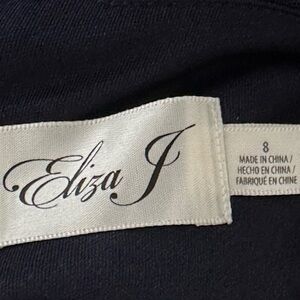 Eliza J
8
MADE IN CHINA /
HECHO EN CHINA /
FABRIQUÉ EN CHINE